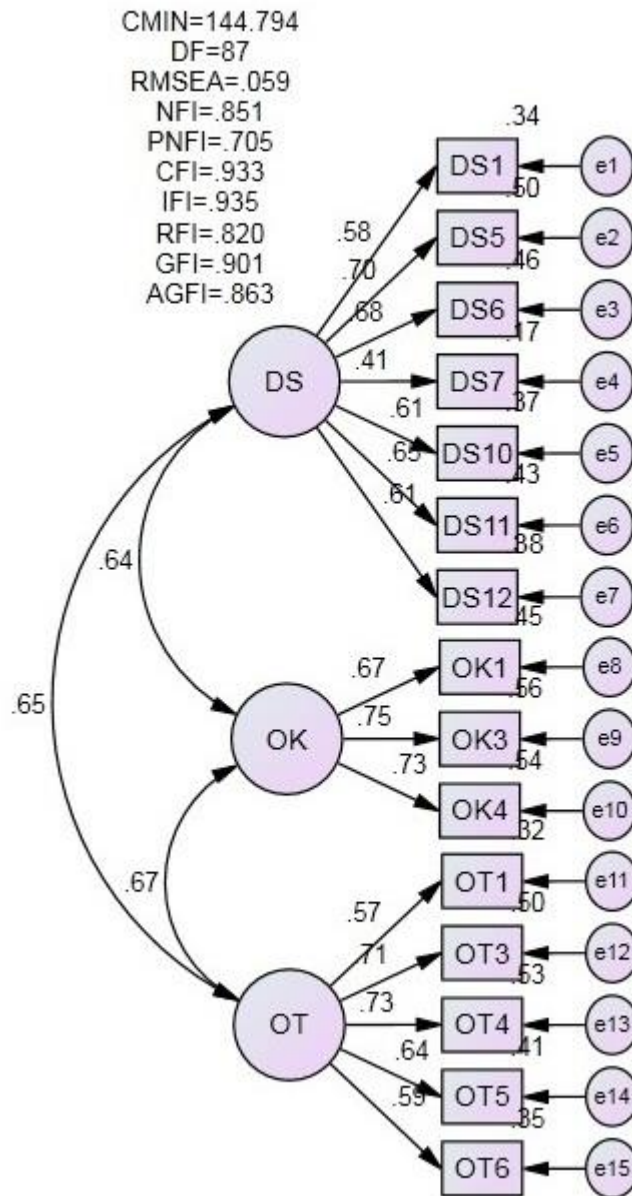 CMIN=144.794
DF=87
RMSEA=.059
NFI=.851
PNFI=.705
CFI=.933
IFI=.935
RFI=.820
GFI=.901
AGFI=.863
.34
DS1
e1
.58
.50
DS5
e2
.70
.46
DS6
e3
.68
.17
DS
.41
DS7
e4
.37
.61
DS10
e5
.65
.43
DS11
e6
.61
.38
DS12
e7
.64
.45
.67
OK1
e8
.56
.65
OK
.75
OK3
e9
.54
.73
OK4
e10
.32
.67
OT1
e11
.57
.50
.71
OT3
e12
.53
OT
.73
OT4
e13
.41
.64
OT5
e14
.59
.35
OT6
e15